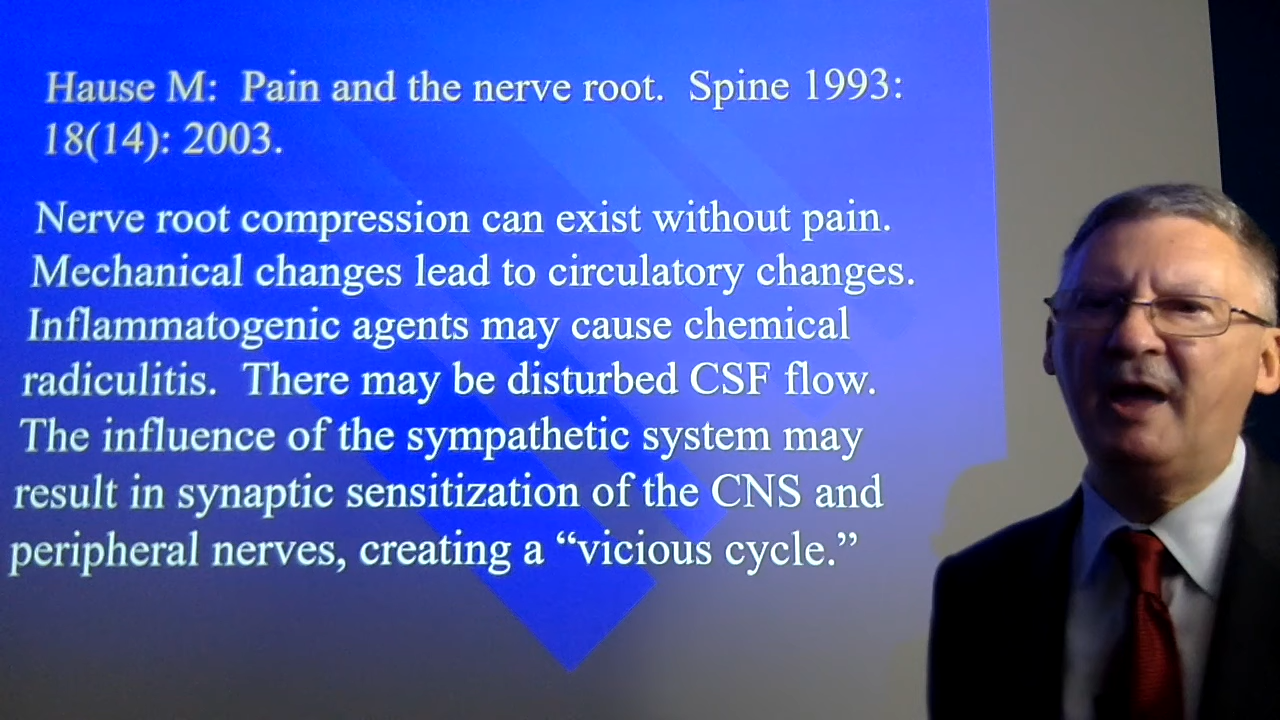 Hause M:  Pain and the nerve root.  Spine 1993:
18(14): 2003.
Nerve root compression can exist without pain.
Mechanical changes lead to circulatory changes.
Inflammatogenic agents may cause chemical
radiculitis.  There may be disturbed CSF flow.
The influence of the sympathetic system may
result in synaptic sensitization of the CNS and
peripheral nerves, creating a “vicious cycle.”